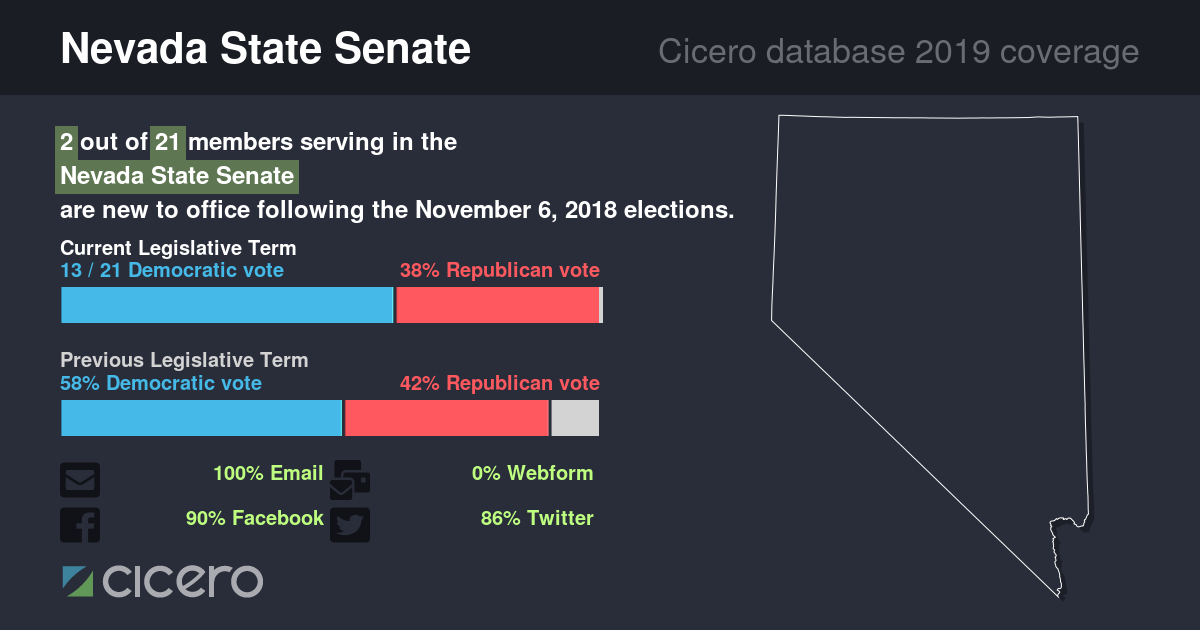 Nevada State Senate
Cicero database 2019 coverage
2 out of 21 members serving in the
Nevada State Senate
are new to office following the November 6, 2018 elections.
Current Legislative Term
13 / 21 Democratic vote 38% Republican vote
Previous Legislative Term
58% Democratic vote 42% Republican vote
100% Email 0% Webform
90% Facebook 86% Twitter
cicero